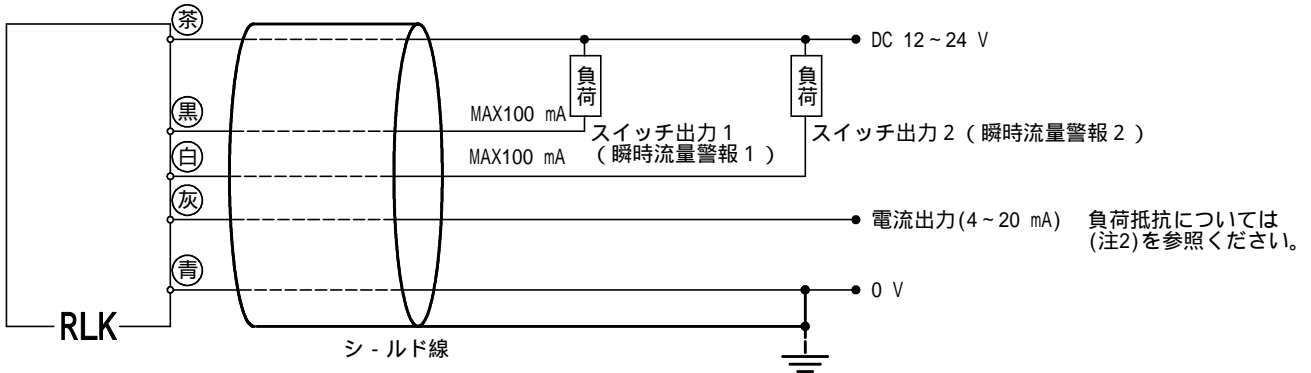 茶
DC 12～24 V
負荷
負荷
黒
MAX100 mA
スイッチ出力1
(瞬時流量警報1)
スイッチ出力2(瞬時流量警報2)
白
MAX100 mA
灰
電流出力(4～20 mA)
負荷抵抗については
(注2)を参照ください。
青
0 V
RLK
シ-ルド線